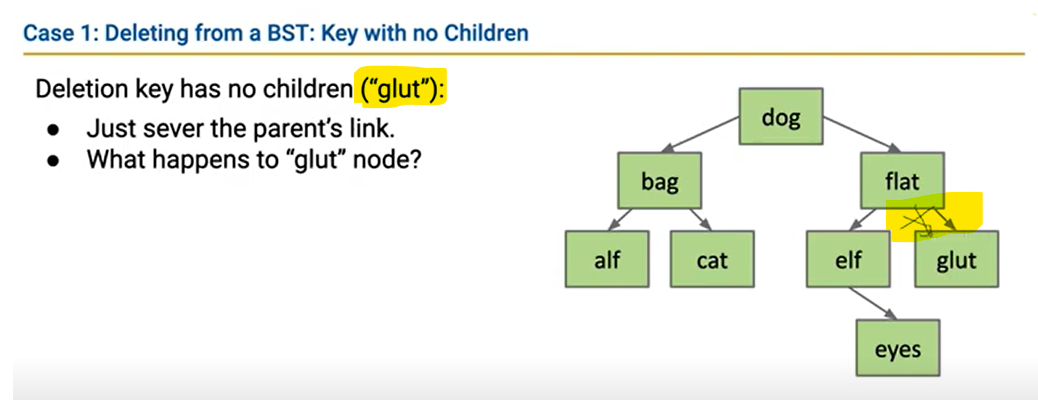 Case 1: Deleting from a BST: Key with no Children
Deletion key has no children (“glut”):
● Just sever the parent’s link.
● What happens to “glut” node?
dog
bag
flat
alf
cat
elf
glut
eyes